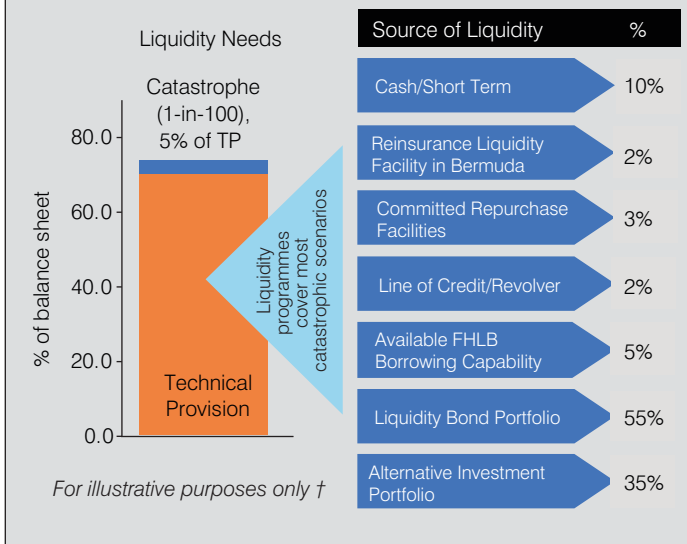 Liquidity Needs
Catastrophe
(1-in-100),
5% of TP
% of balance sheet
80.0
60.0
40.0
20.0
0.0
Technical
Provision
Liquidity
programmes
cover most
catastrophic scenarios
For illustrative purposes only †
Source of Liquidity %
Cash/Short Term 10%
Reinsurance Liquidity
Facility in Bermuda 2%
Committed Repurchase
Facilities 3%
Line of Credit/Revolver 2%
Available FHLB
Borrowing Capability 5%
Liquidity Bond Portfolio 55%
Alternative Investment
Portfolio 35%